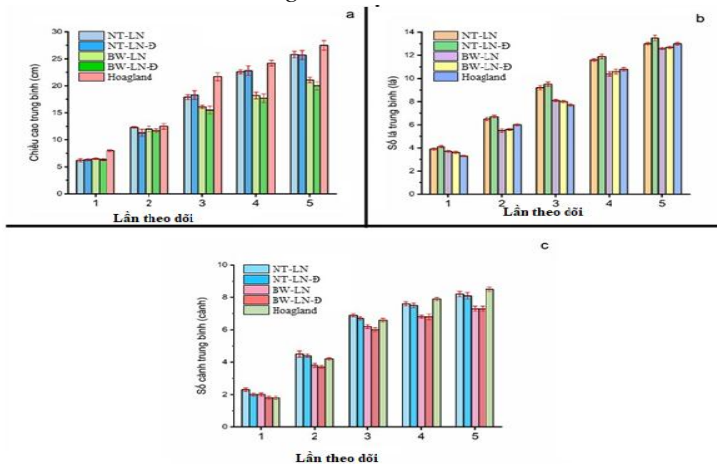 a
NT-LN
NT-LN-Đ
BW-LN
BW-LN-Đ
Hoagland
Chiều cao trung bình (cm)
30
25
20
15
10
5
0
1 2 3 4 5
Lần theo dõi
b
NT-LN
NT-LN-Đ
BW-LN
BW-LN-Đ
Hoagland
Số lá trung bình (lá)
14
12
10
8
6
4
2
0
1 2 3 4 5
Lần theo dõi
c
NT-LN
NT-LN-Đ
BW-LN
BW-LN-Đ
Hoagland
Số cành trung bình (cành)
10
8
6
4
2
0
1 2 3 4 5
Lần theo dõi